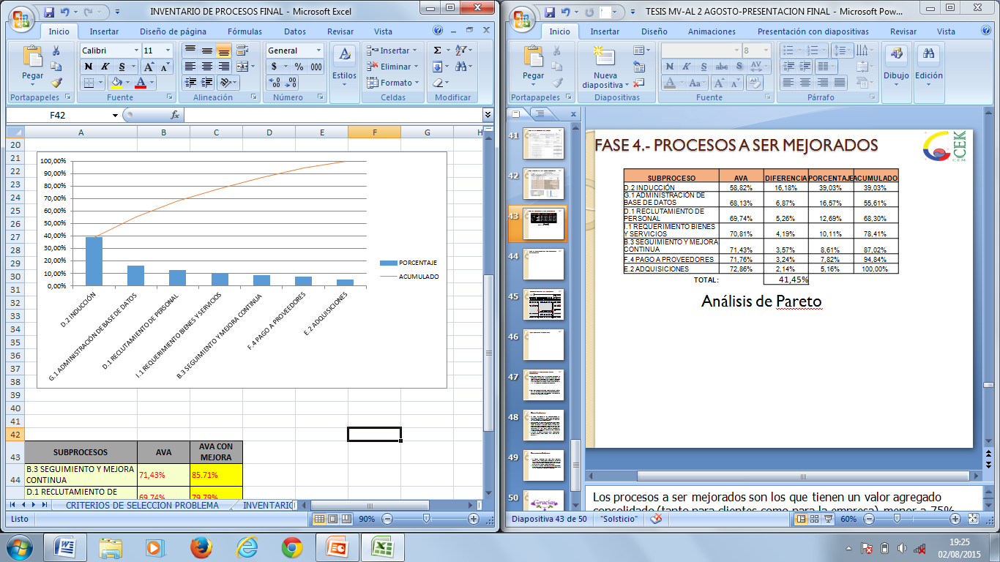 INVENTARIO DE PROCESOS FINAL - Microsoft Excel
Inicio Insertar Diseño de página Fórmulas Datos Revisar Vista
Pegar
Calibri 11
N K S
General
$ % 000
Estilos
Insertar
Eliminar
Formato
Portapapeles Fuente Alineación Número Celdas Modificar
F42
fx
A B C D E F G H
20
21
22
23
24
25
26
27
28
29
30
31
32
33
34
35
36
37
38
39
40
41
42
43
44
100,00%
90,00%
80,00%
70,00%
60,00%
50,00%
40,00%
30,00%
20,00%
10,00%
0,00%
PORCENTAJE
ACUMULADO
D.2 INDUCCIÓN
G.1 ADMINISTRACIÓN DE BASE DE DATOS
D.1 RECLUTAMIENTO DE PERSONAL
I.1 REQUERIMIENTO BIENES Y SERVICIOS
B.3 SEGUIMIENTO Y MEJORA CONTINUA
F.4 PAGO A PROVEEDORES
E.2 ADQUISICIONES
SUBPROCESOS AVA AVA CON MEJORA
B.3 SEGUIMIENTO Y MEJORA
CONTINUA 71,43% 85.71%
D.1 RECLUTAMIENTO DE
69,74% 79,79%
CRITERIOS DE SELECCION PROBLEMA INVENTARIO
Listo 90%
TESIS MV-AL 2 AGOSTO-PRESENTACION FINAL - Microsoft Pow...
Inicio Insertar Diseño Animaciones Presentación con diapositivas Revisar Vista
Pegar
Nueva
diapositiva
8
N K S abc S AV
Aa A A
Dibujo
Edición
Portapapeles Diapositivas Fuente Párrafo
41
42
43
44
45
46
47
48
49
50
Gracias
FASE 4.- PROCESOS A SER MEJORADOS
CEK
C.E.M.
SUBPROCESO AVA DIFERENCIA PORCENTAJE ACUMULADO
D.2 INDUCCIÓN 58,82% 16,18% 39,03% 39,03%
G.1 ADMINISTRACIÓN DE
BASE DE DATOS 68,13% 6,87% 16,57% 55,61%
D.1 RECLUTAMIENTO DE
PERSONAL 69,74% 5,26% 12,69% 68,30%
I.1 REQUERIMIENTO BIENES
Y SERVICIOS 70,81% 4,19% 10,11% 78,41%
B.3 SEGUIMIENTO Y MEJORA
CONTINUA 71,43% 3,57% 8,61% 87,02%
F.4 PAGO A PROVEEDORES 71,76% 3,24% 7,82% 94,84%
E.2 ADQUISICIONES 72,86% 2,14% 5,16% 100,00%
TOTAL: 41,45%
Análisis de Pareto
Los procesos a ser mejorados son los que tienen un valor agregado
consolidado (tanto para clientes como para la empresa) menor a 75%
Diapositiva 43 de 50 "Solsticio" 60%
19:25
02/08/2015